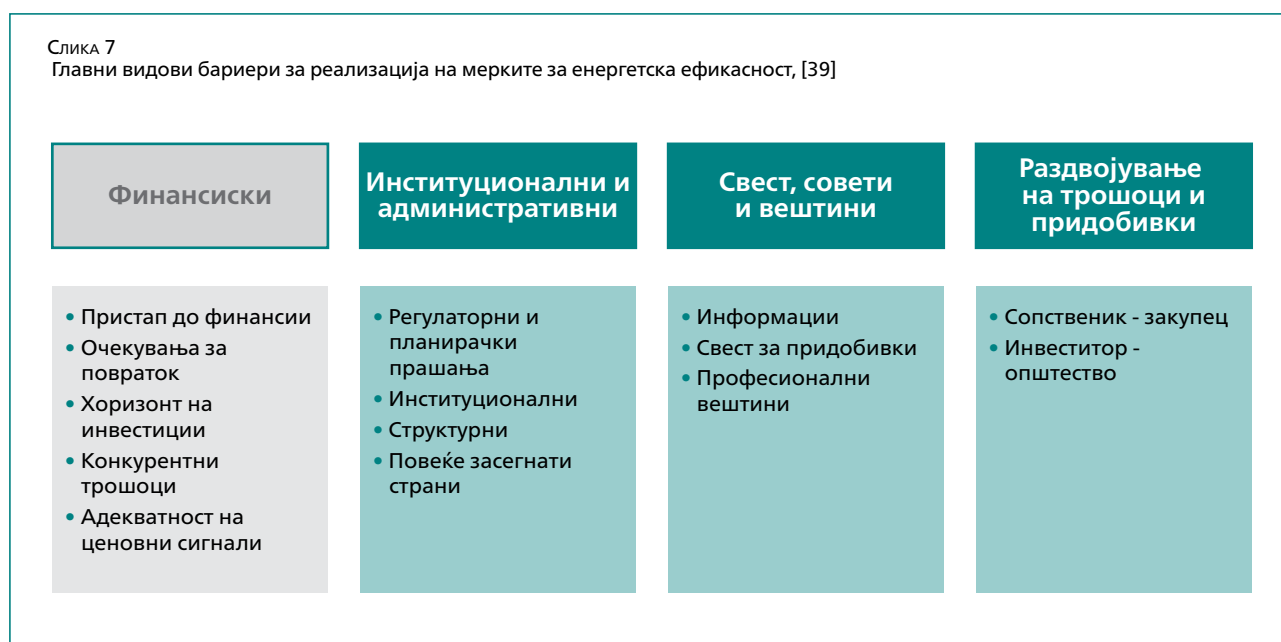 Слика 7
Главни видови бариери за реализација на мерките за енергетска ефикасност, [39]
Финансиски
• Пристап до финансии
• Очекувања за
повраток
• Хоризонт на
инвестиции
• Конкурентни
трошоци
• Адекватност на
ценовни сигнали
Институционални и
административни
• Регулаторни и
планирачки
прашања
• Институционални
• Структурни
• Повеќе засегнати
страни
Свест, совети
и вештини
• Информации
• Свест за придобивки
• Професионални
вештини
Раздвојување
на трошоци и
придобивки
• Сопственик - закупец
• Инвеститор -
општество